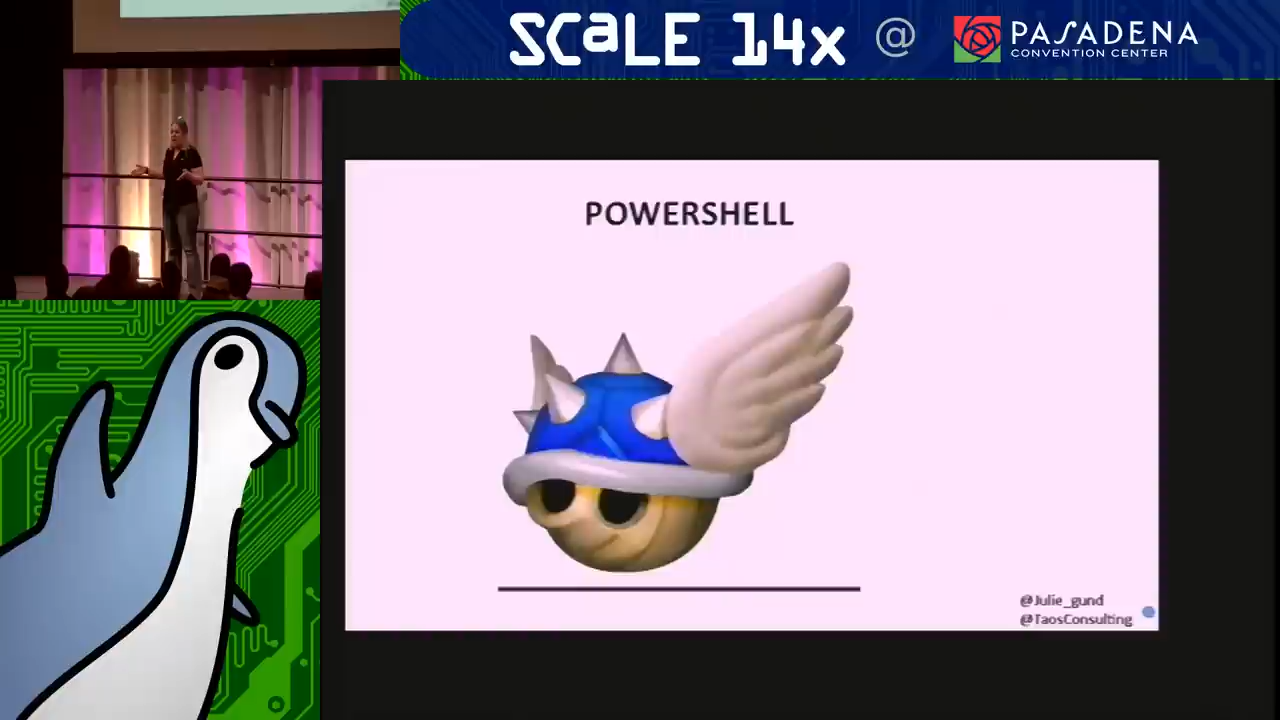 SCALE 14x @ PASADENA
CONVENTION CENTER
POWERSHELL
@Julie_gund
@TaosConsulting